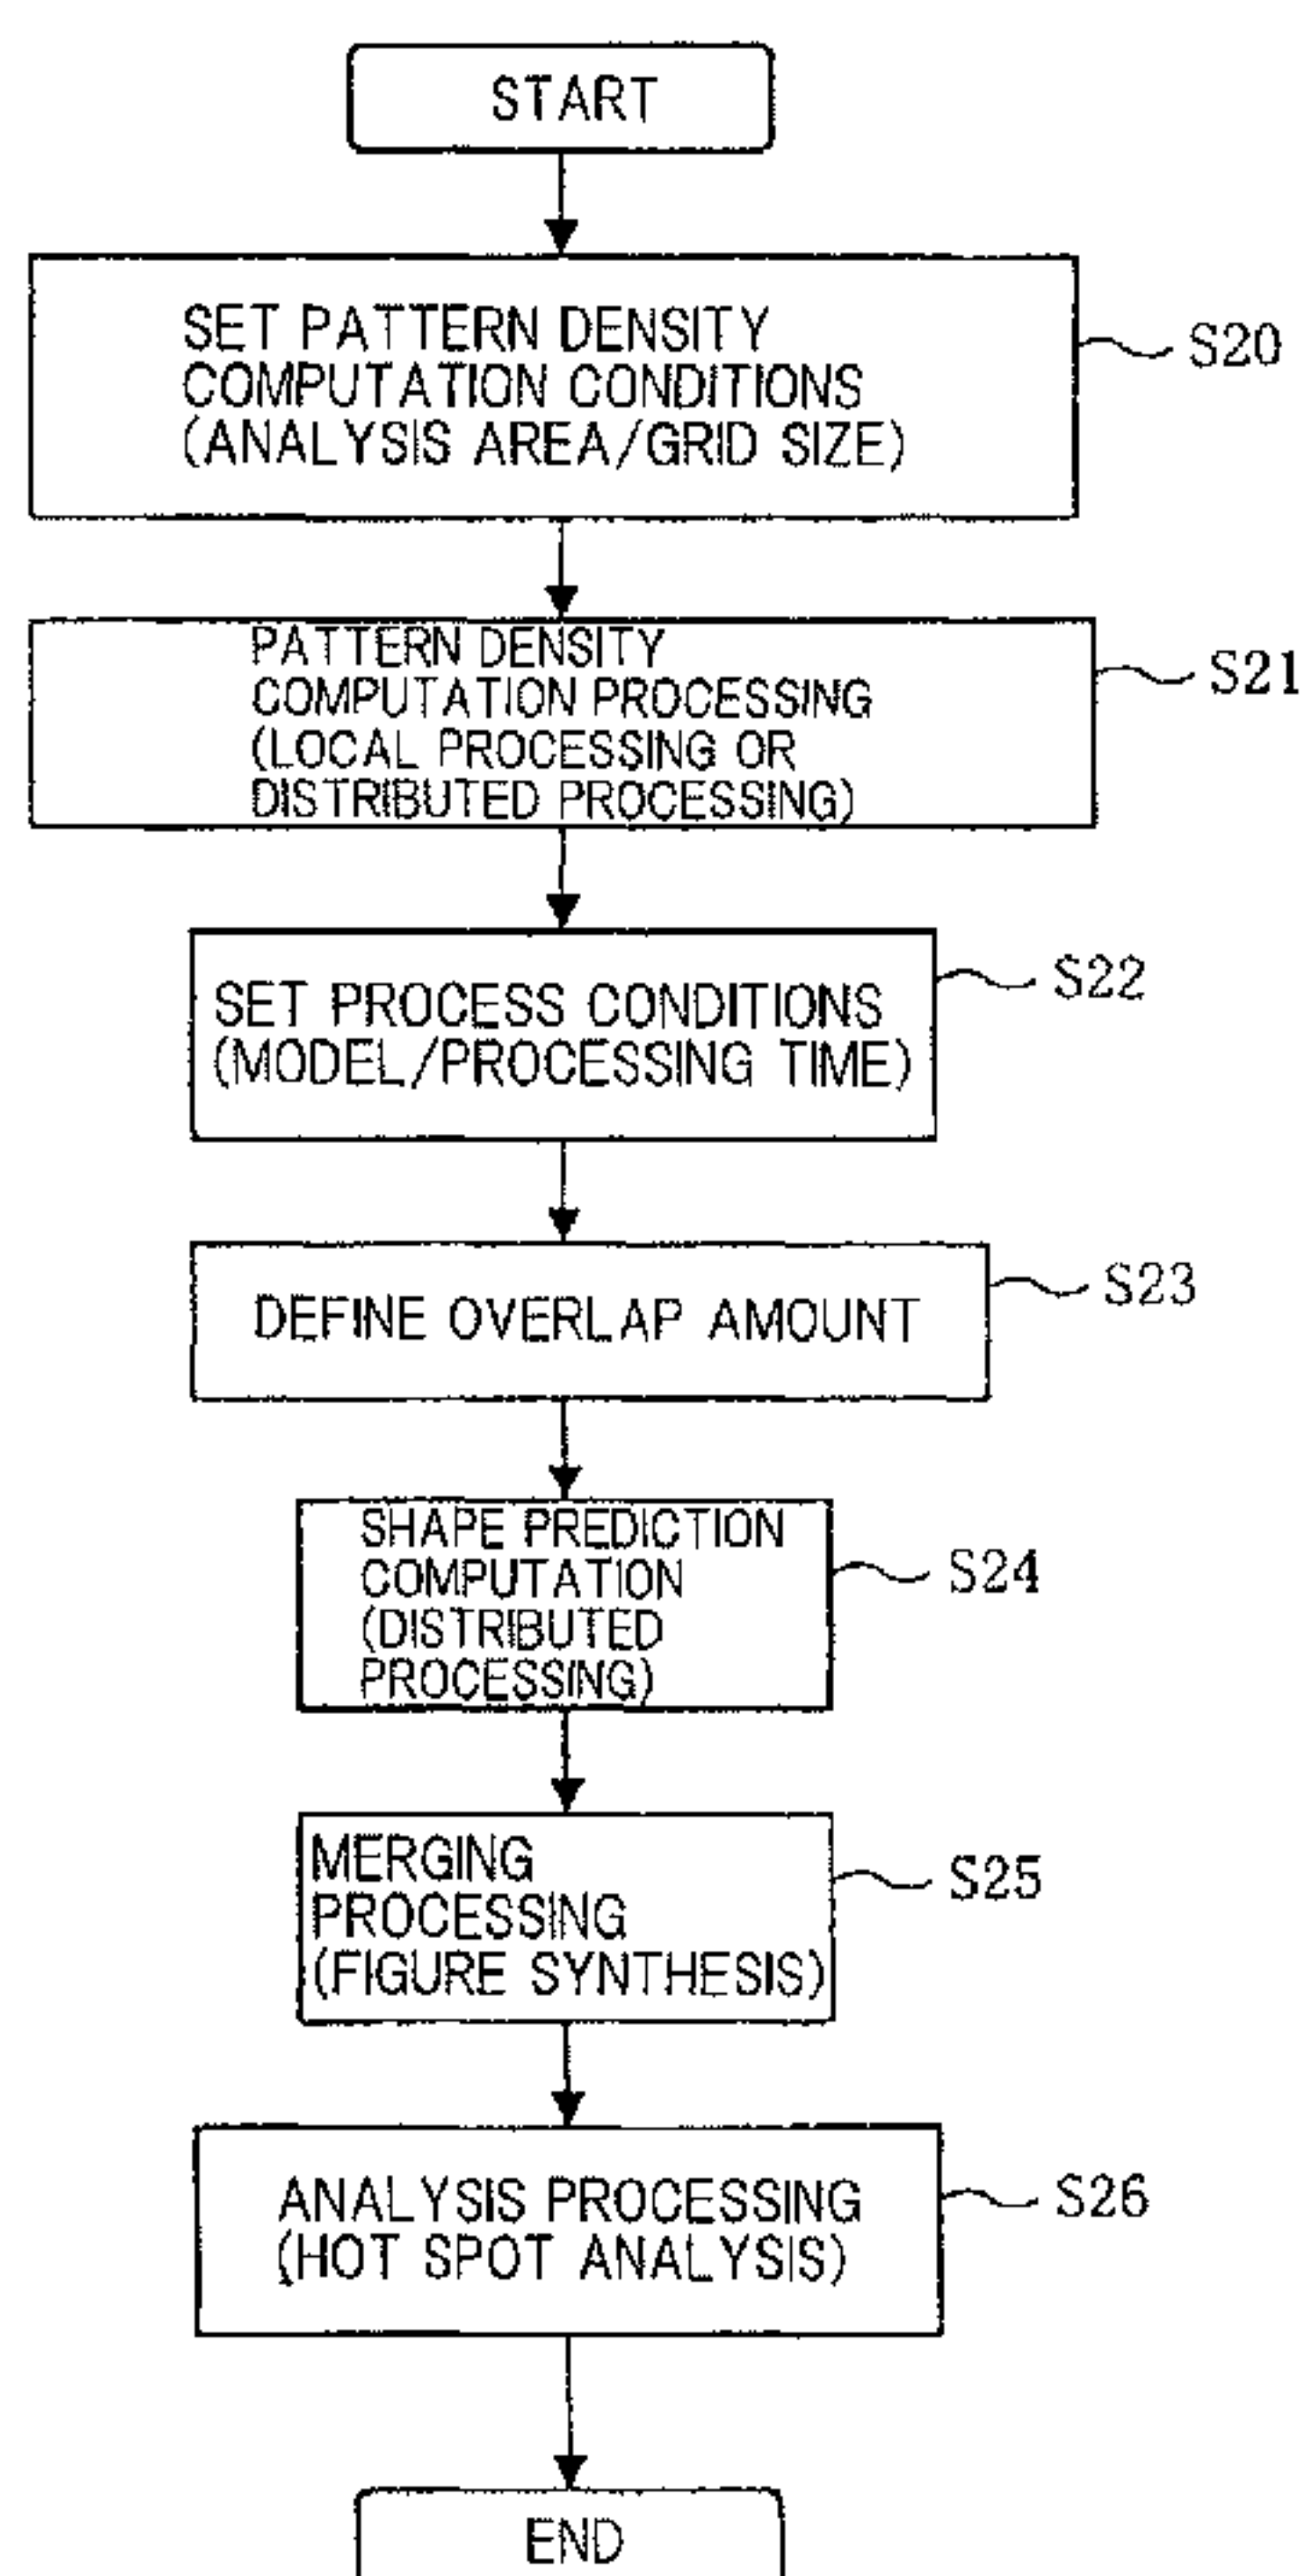 START
SET PATTERN DENSITY
COMPUTATION CONDITIONS
(ANALYSIS AREA/GRID SIZE)
S20
PATTERN DENSITY
COMPUTATION PROCESSING
(LOCAL PROCESSING OR
DISTRIBUTED PROCESSING)
S21
SET PROCESS CONDITIONS
(MODEL/PROCESSING TIME)
S22
DEFINE OVERLAP AMOUNT
S23
SHAPE PREDICTION
COMPUTATION
(DISTRIBUTED
PROCESSING)
S24
MERGING
PROCESSING
(FIGURE SYNTHESIS)
S25
ANALYSIS PROCESSING
(HOT SPOT ANALYSIS)
S26
END